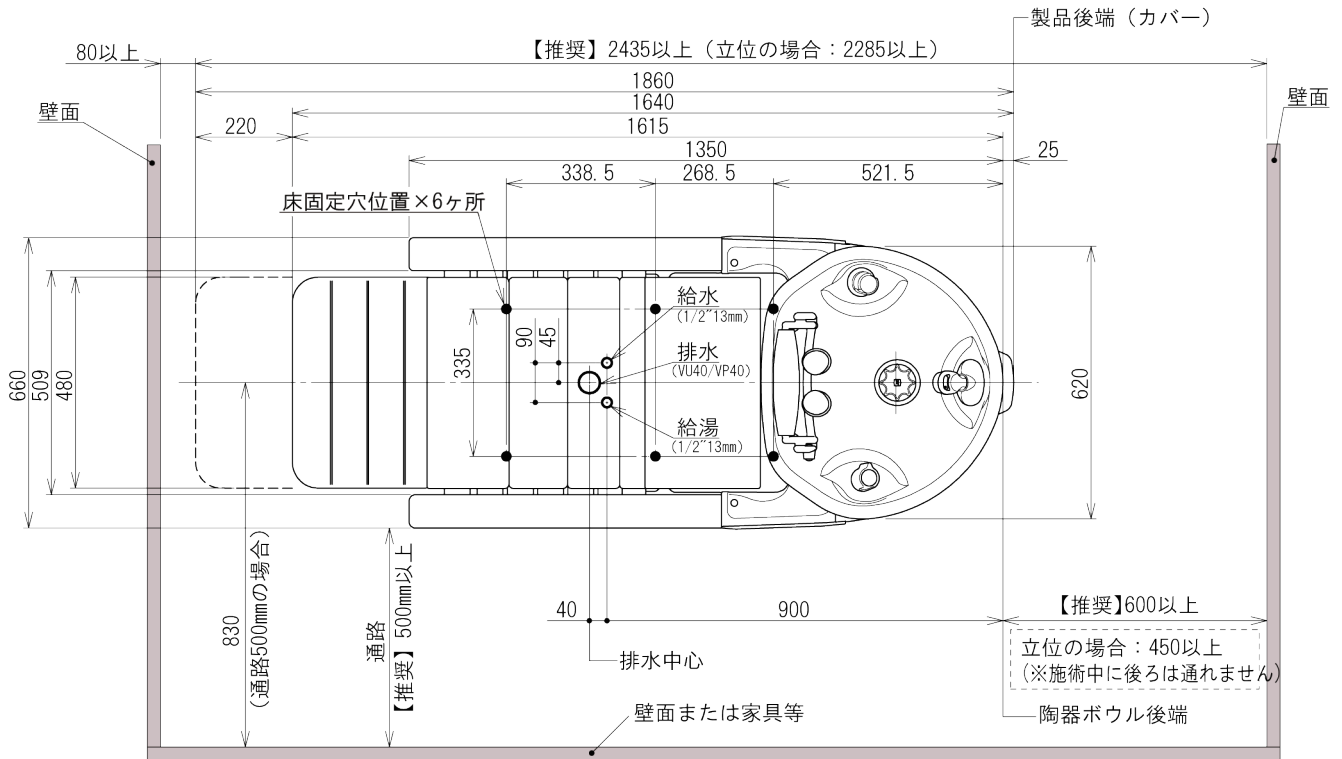 製品後端（カバー）
80以上
【推奨】2435以上（立位の場合：2285以上）
1860
壁面
1640
壁面
220
1615
1350
25
338.5
268.5
521.5
床固定穴位置×6ヶ所
給水
(1/2"13mm)
90
45
335
排水
(VU40/VP40)
660
509
480
620
給湯
(1/2"13mm)
830
(通路500mmの場合)
通路
【推奨】500mm以上
40
900
【推奨】600以上
立位の場合：450以上
(※施術中に後ろは通れません)
排水中心
陶器ボウル後端
壁面または家具等